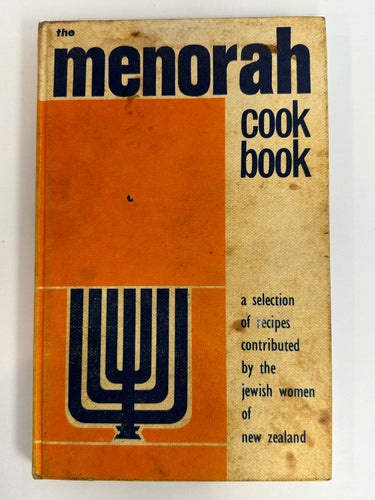 the
menorah
cook
book
a selection
of recipes
contributed
by the
jewish women
of
new zealand